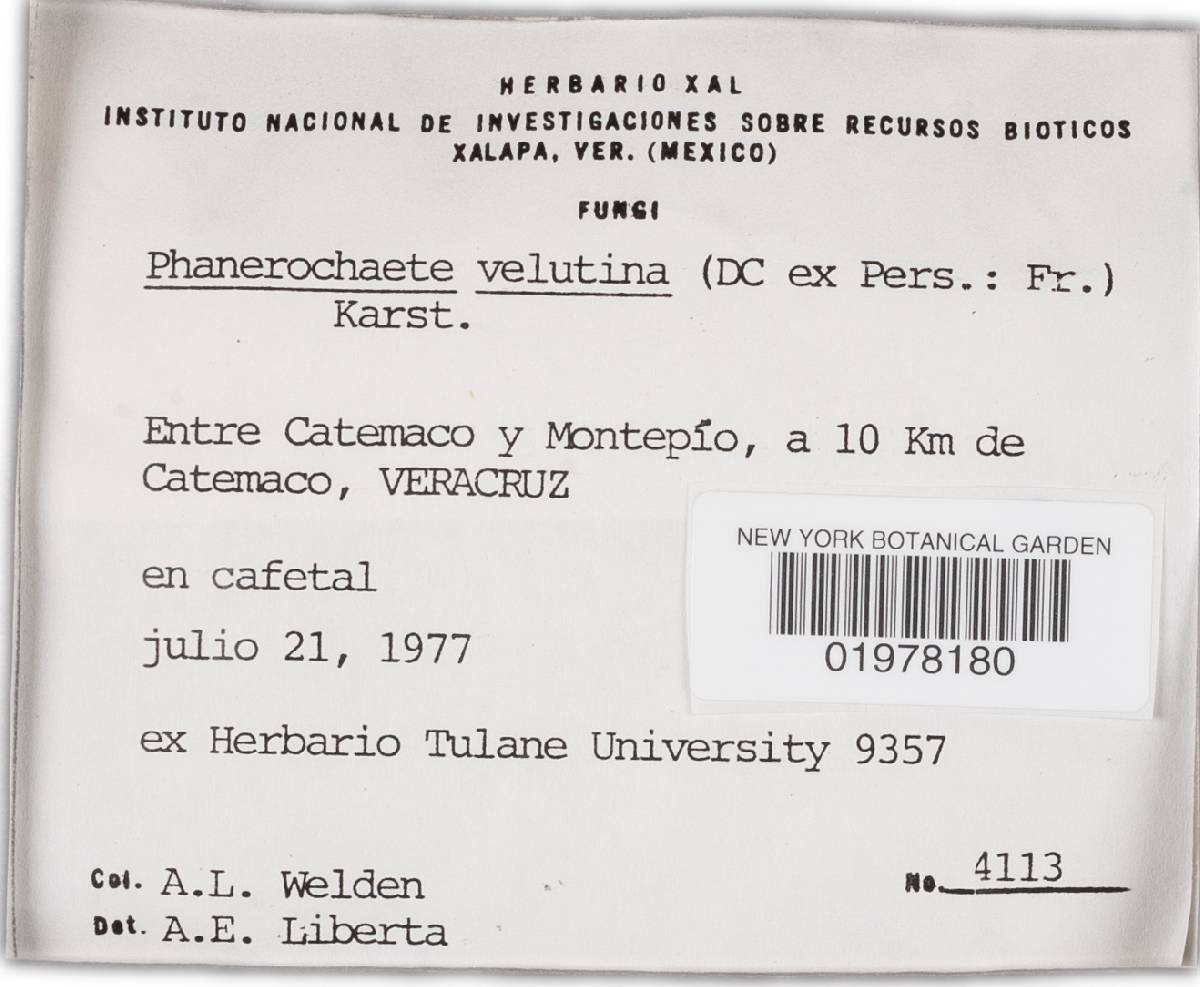 HERBARIO XAL
INSTITUTO NACIONAL DE INVESTIGACIONES SOBRE RECURSOS BIOTICOS
XALAPA, VER. (MEXICO)
FUNGI
Phanerochaete velutina (DC ex Pers.: Fr.)
Karst.
Entre Catemaco y Montepío, a 10 Km de
Catemaco, VERACRUZ
en cafetal
julio 21, 1977
ex Herbario Tulane University 9357
NEW YORK BOTANICAL GARDEN
01978180
Col. A.L. Welden
Det. A.E. Liberta
No. 4113